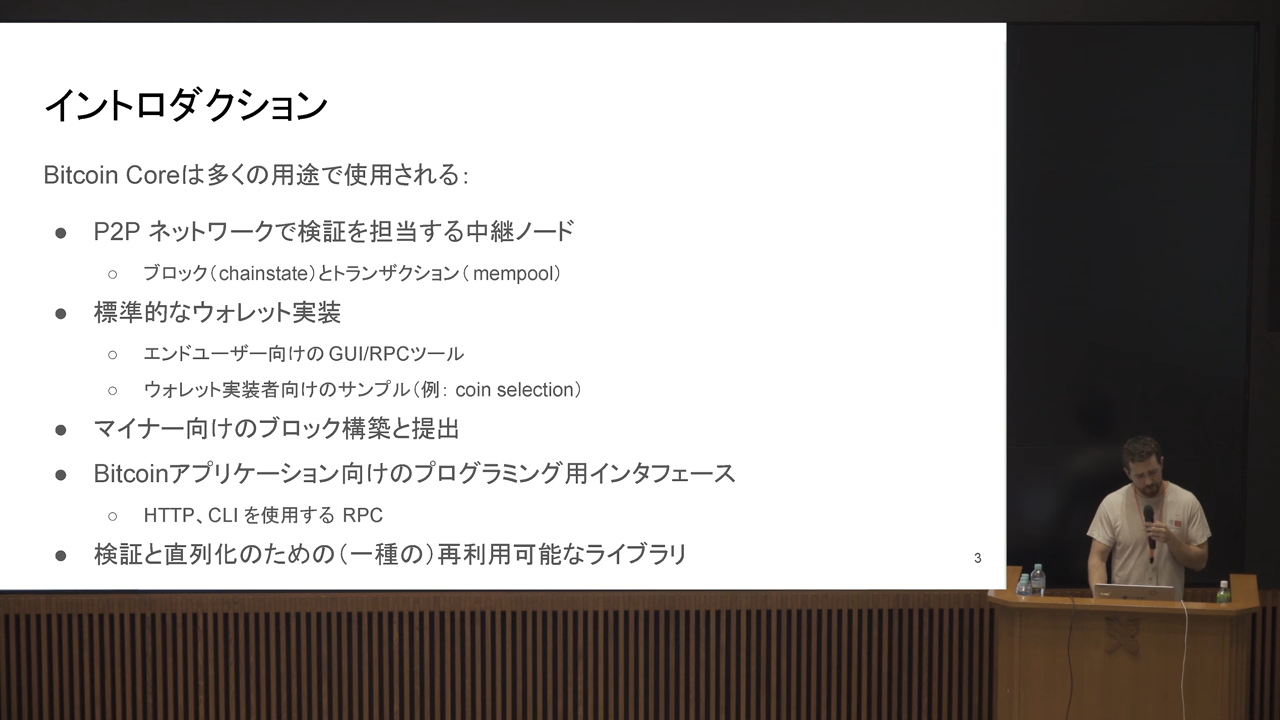 イントロダクション
Bitcoin Coreは多くの用途で使用される：
● P2P ネットワークで検証を担当する中継ノード
○ ブロック（chainstate）とトランザクション（mempool）
● 標準的なウォレット実装
○ エンドユーザー向けの GUI/RPCツール
○ ウォレット実装者向けのサンプル（例： coin selection）
● マイナー向けのブロック構築と提出
● Bitcoinアプリケーション向けのプログラミング用インタフェース
○ HTTP、CLI を使用する RPC
● 検証と直列化のための（一種の）再利用可能なライブラリ
3